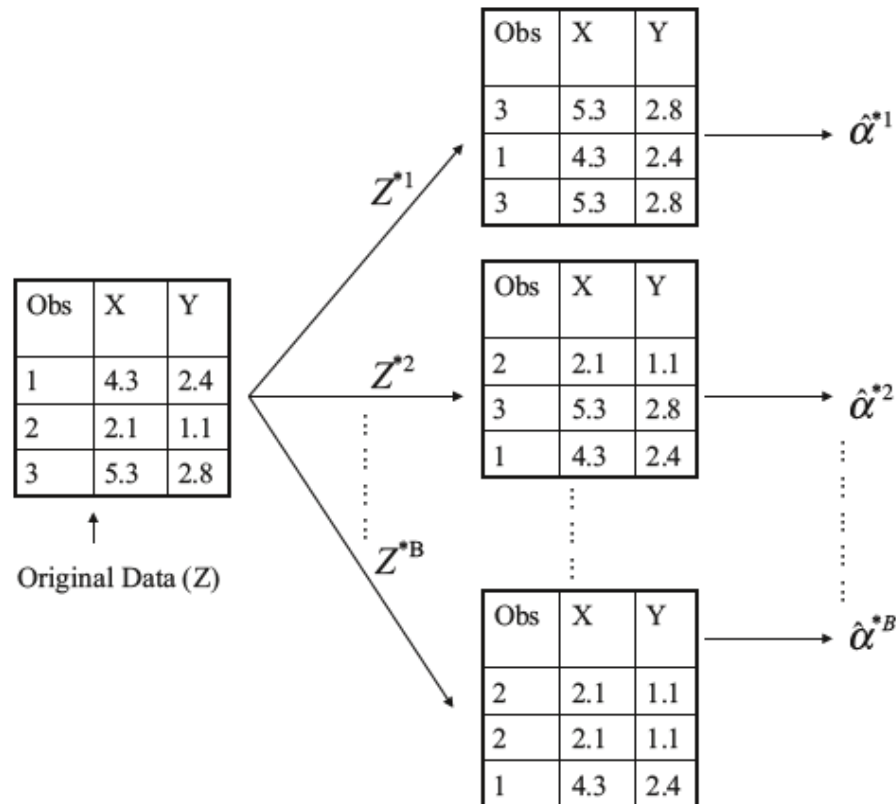 Obs X Y
1 4.3 2.4
2 2.1 1.1
3 5.3 2.8
Original Data (Z)
Z*1
Obs X Y
3 5.3 2.8
1 4.3 2.4
3 5.3 2.8
α̂*1
Z*2
Obs X Y
2 2.1 1.1
3 5.3 2.8
1 4.3 2.4
α̂*2
Z*B
Obs X Y
2 2.1 1.1
2 2.1 1.1
1 4.3 2.4
α̂*B